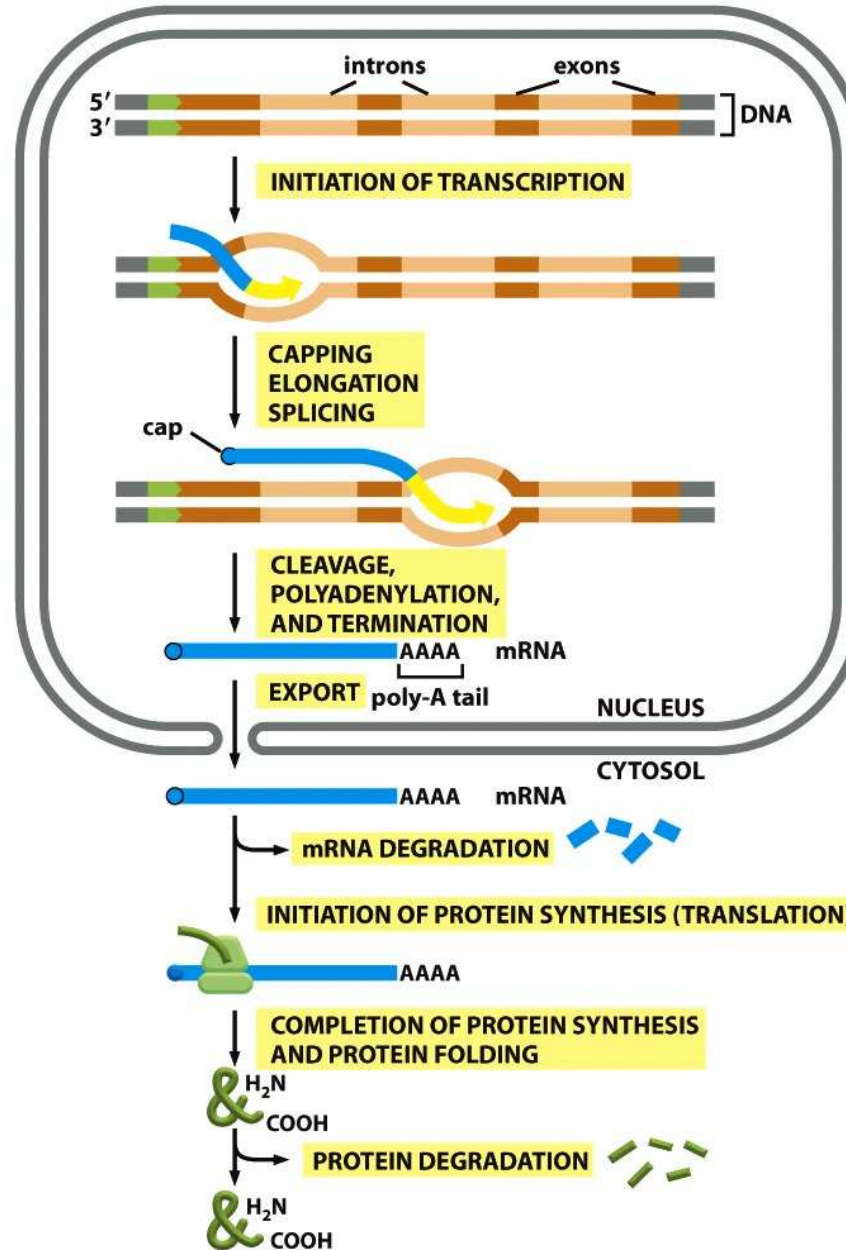 introns exons
5′
3′
DNA
INITIATION OF TRANSCRIPTION
CAPPING
ELONGATION
SPLICING
cap
CLEAVAGE,
POLYADENYLATION,
AND TERMINATION
AAAA mRNA
poly-A tail
EXPORT
NUCLEUS
CYTOSOL
AAAA mRNA
mRNA DEGRADATION
INITIATION OF PROTEIN SYNTHESIS (TRANSLATION)
AAAA
COMPLETION OF PROTEIN SYNTHESIS
AND PROTEIN FOLDING
H₂N
COOH
PROTEIN DEGRADATION
H₂N
COOH